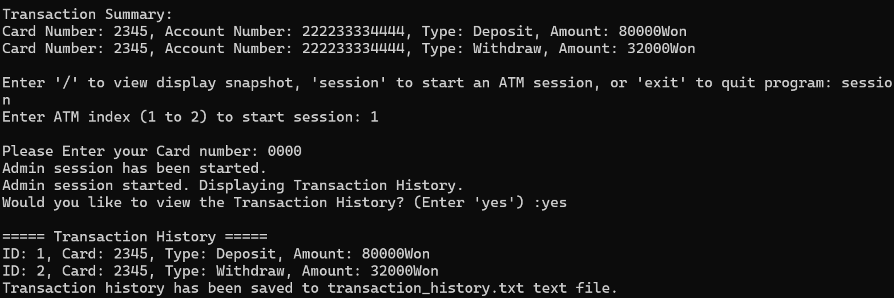 Transaction Summary:
Card Number: 2345, Account Number: 222233334444, Type: Deposit, Amount: 80000Won
Card Number: 2345, Account Number: 222233334444, Type: Withdraw, Amount: 32000Won
Enter '/' to view display snapshot, 'session' to start an ATM session, or 'exit' to quit program: sessio
n
Enter ATM index (1 to 2) to start session: 1
Please Enter your Card number: 0000
Admin session has been started.
Admin session started. Displaying Transaction History.
Would you like to view the Transaction History? (Enter 'yes') :yes
===== Transaction History =====
ID: 1, Card: 2345, Type: Deposit, Amount: 80000Won
ID: 2, Card: 2345, Type: Withdraw, Amount: 32000Won
Transaction history has been saved to transaction_history.txt text file.